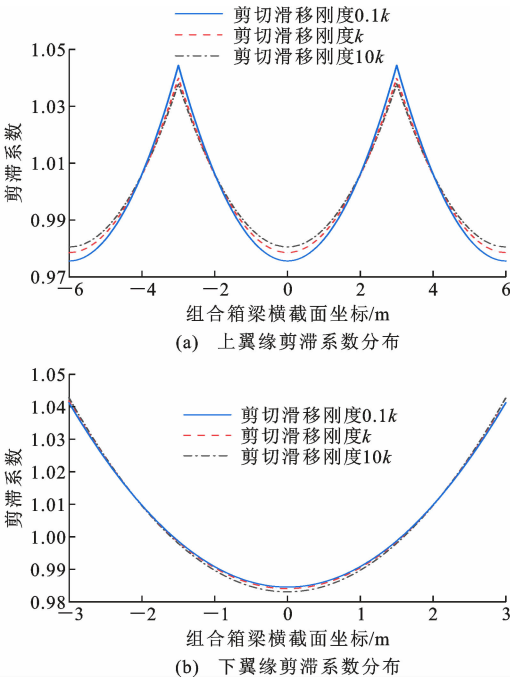 剪切滑移刚度0.1k
剪切滑移刚度k
剪切滑移刚度10k
1.05
1.03
1.01
0.99
0.97
剪滞系数
−6 −4 −2 0 2 4 6
组合箱梁横截面坐标/m
(a) 上翼缘剪滞系数分布
1.05
1.04
1.03
1.02
1.01
1.00
0.99
0.98
剪滞系数
剪切滑移刚度0.1k
剪切滑移刚度k
剪切滑移刚度10k
−3 −2 −1 0 1 2 3
组合箱梁横截面坐标/m
(b) 下翼缘剪滞系数分布